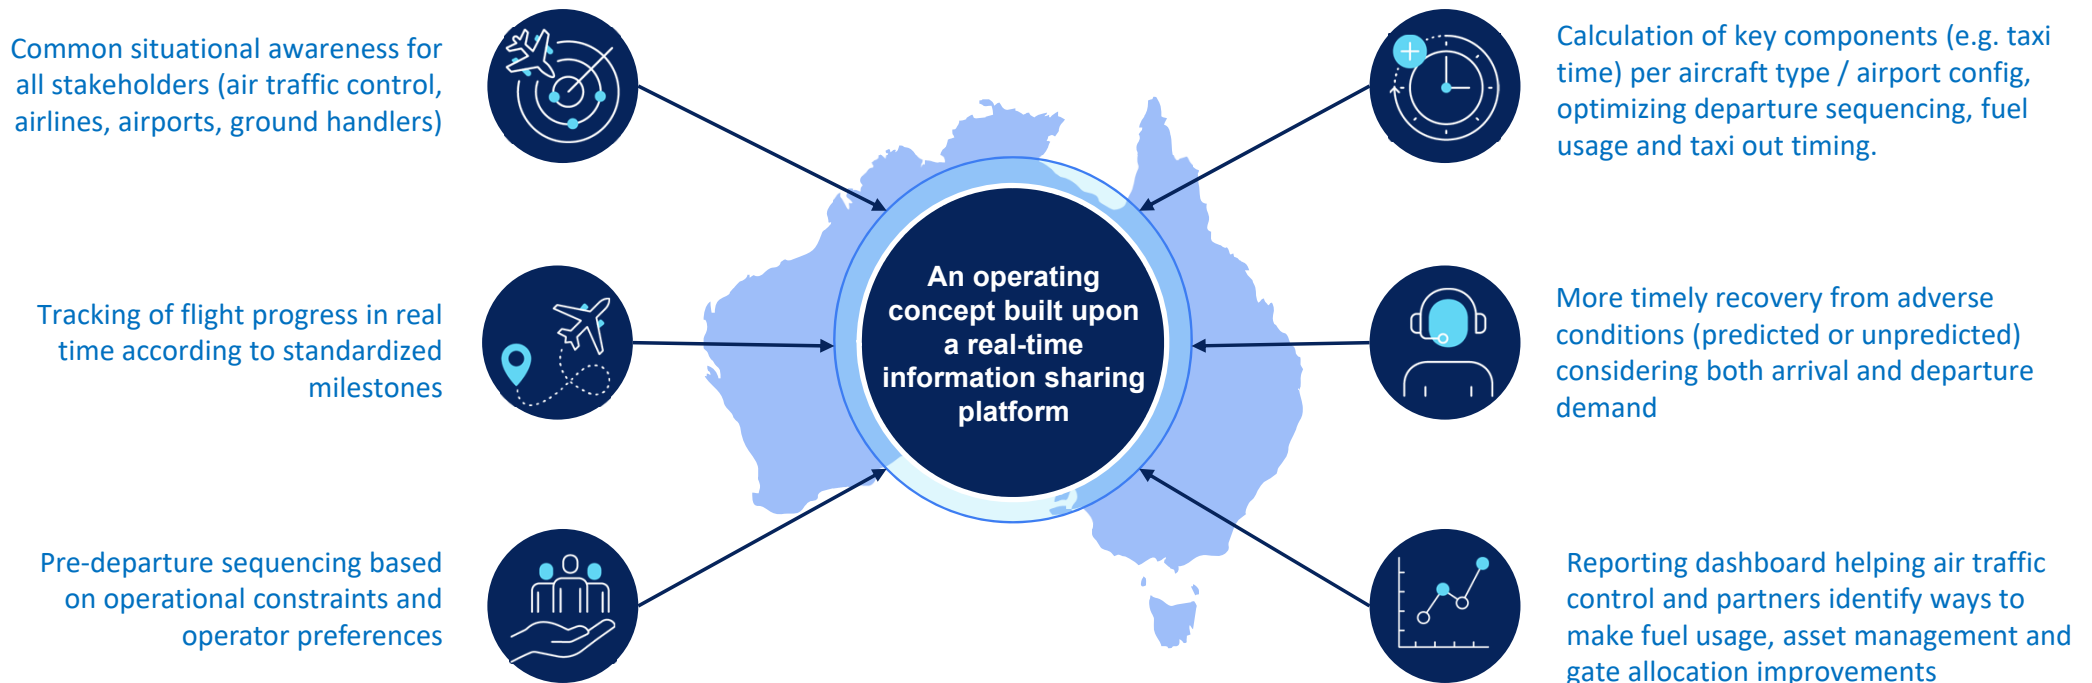 Common situational awareness for
all stakeholders (air traffic control,
airlines, airports, ground handlers)
Tracking of flight progress in real
time according to standardized
milestones
Pre-departure sequencing based
on operational constraints and
operator preferences
An operating
concept built upon
a real-time
information sharing
platform
Calculation of key components (e.g. taxi
time) per aircraft type / airport config,
optimizing departure sequencing, fuel
usage and taxi out timing.
More timely recovery from adverse
conditions (predicted or unpredicted)
considering both arrival and departure
demand
Reporting dashboard helping air traffic
control and partners identify ways to
make fuel usage, asset management and
gate allocation improvements